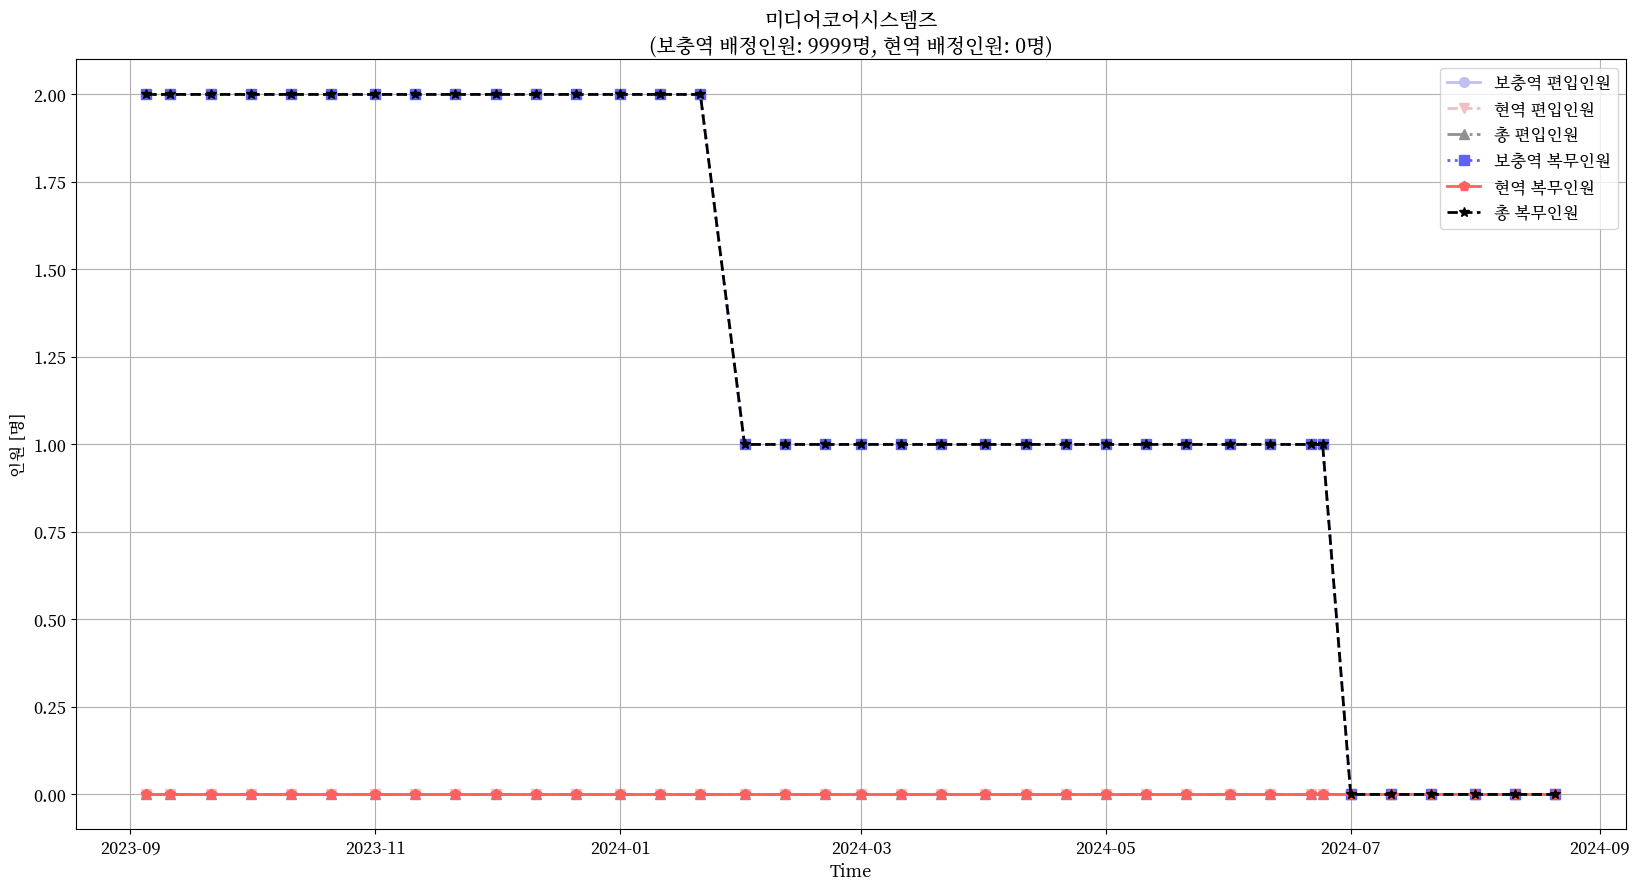 미디어코어시스템즈
(보충역 배정인원: 9999명, 현역 배정인원: 0명)
보충역 편입인원
현역 편입인원
총 편입인원
보충역 복무인원
현역 복무인원
총 복무인원
인원 [명]
2.00
1.75
1.50
1.25
1.00
0.75
0.50
0.25
0.00
2023-09
2023-11
2024-01
2024-03
2024-05
2024-07
2024-09
Time